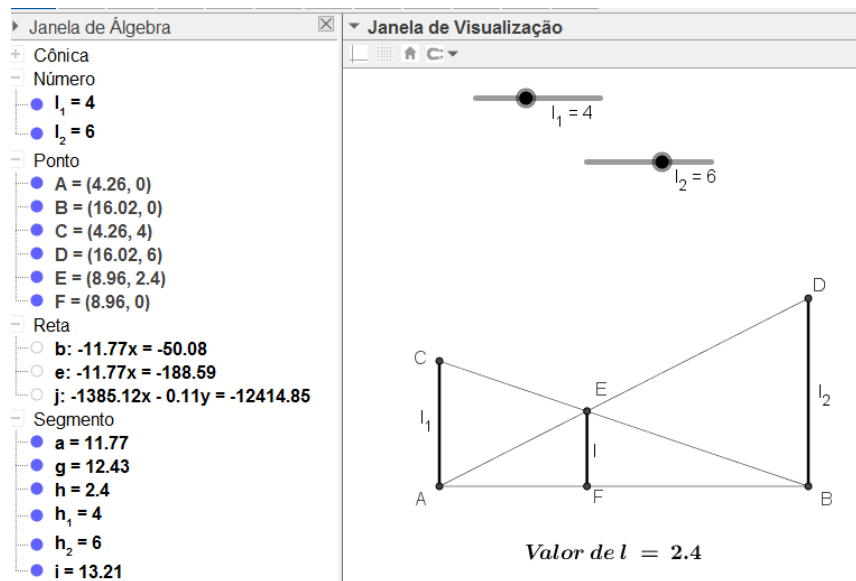 Janela de Álgebra
Cônica
Número
l₁ = 4
l₂ = 6
Ponto
A = (4.26, 0)
B = (16.02, 0)
C = (4.26, 4)
D = (16.02, 6)
E = (8.96, 2.4)
F = (8.96, 0)
Reta
b: -11.77x = -50.08
e: -11.77x = -188.59
j: -1385.12x - 0.11y = -12414.85
Segmento
a = 11.77
g = 12.43
h = 2.4
h₁ = 4
h₂ = 6
i = 13.21
Janela de Visualização
l₁ = 4
l₂ = 6
D
C
E
l₁
l
l₂
A
F
B
Valor de l = 2.4